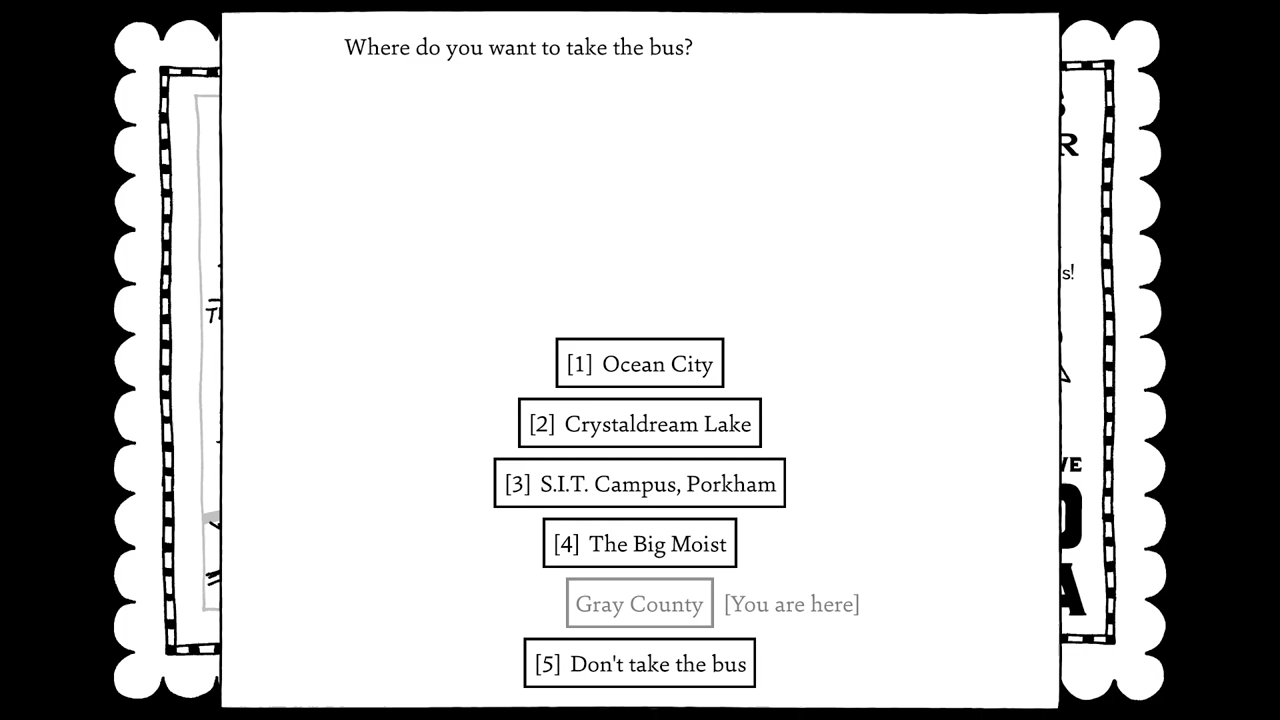 Where do you want to take the bus?
[1] Ocean City
[2] Crystaldream Lake
[3] S.I.T. Campus, Porkham
[4] The Big Moist
Gray County [You are here]
[5] Don't take the bus